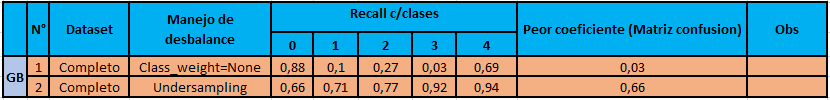 N° Dataset Manejo de desbalance Recall c/clases Peor coeficiente (Matriz confusion) Obs
0 1 2 3 4
GB 1 Completo Class_weight=None 0,88 0,1 0,27 0,03 0,69 0,03
2 Completo Undersampling 0,66 0,71 0,77 0,92 0,94 0,66